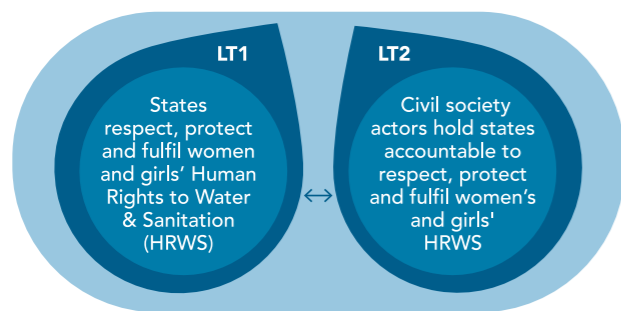 LT1
States
respect, protect
and fulfil women
and girls’ Human
Rights to Water
& Sanitation
(HRWS)
LT2
Civil society
actors hold states
accountable to
respect, protect
and fulfil women’s
and girls'
HRWS